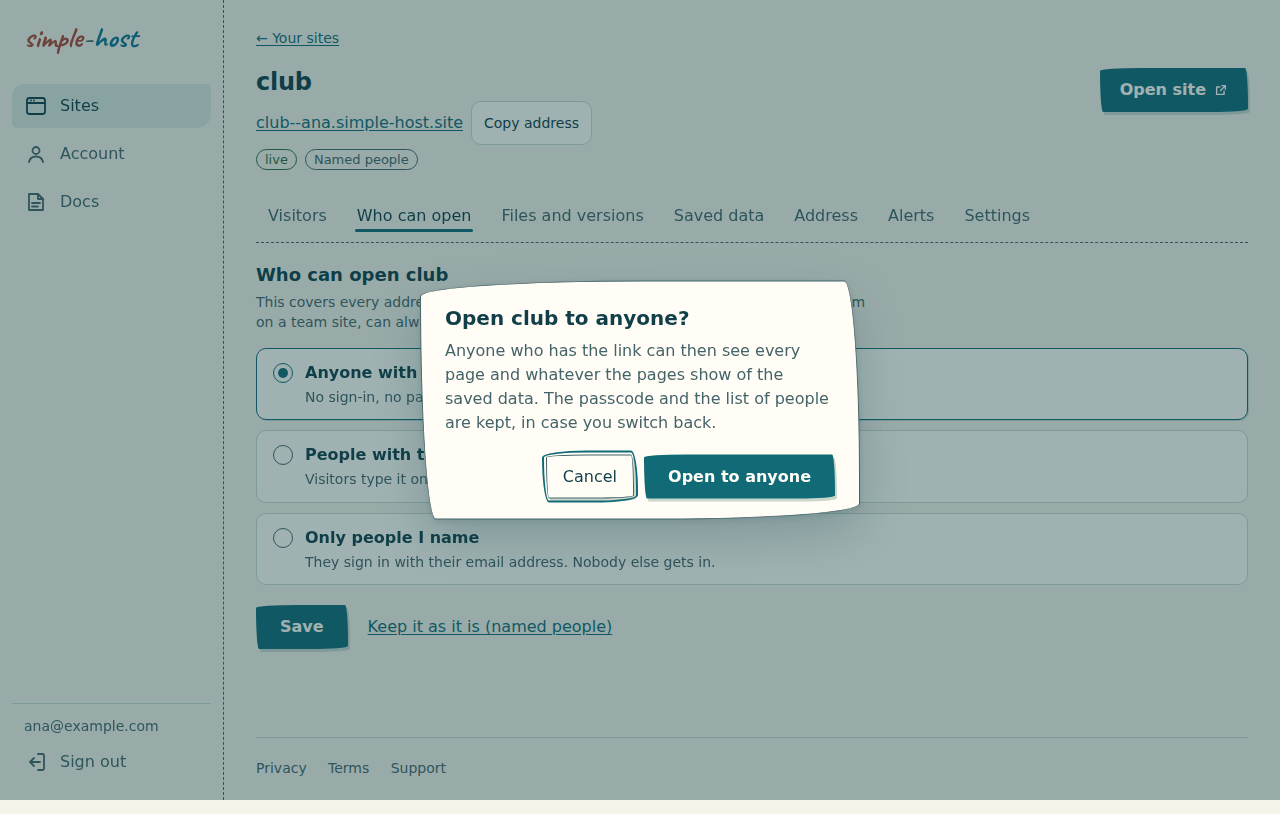 simple-host
Sites
Account
Docs
ana@example.com
Sign out
← Your sites
club
Open site
club--ana.simple-host.site
Copy address
live
Named people
Visitors
Who can open
Files and versions
Saved data
Address
Alerts
Settings
Who can open club
This covers every
on a team site, can
Anyone with
No sign-in, no
People with
Visitors type it on
Only people I name
They sign in with their email address. Nobody else gets in.
Save
Keep it as it is (named people)
Open club to anyone?
Anyone who has the link can then see every
page and whatever the pages show of the
saved data. The passcode and the list of people
are kept, in case you switch back.
Cancel
Open to anyone
Privacy
Terms
Support